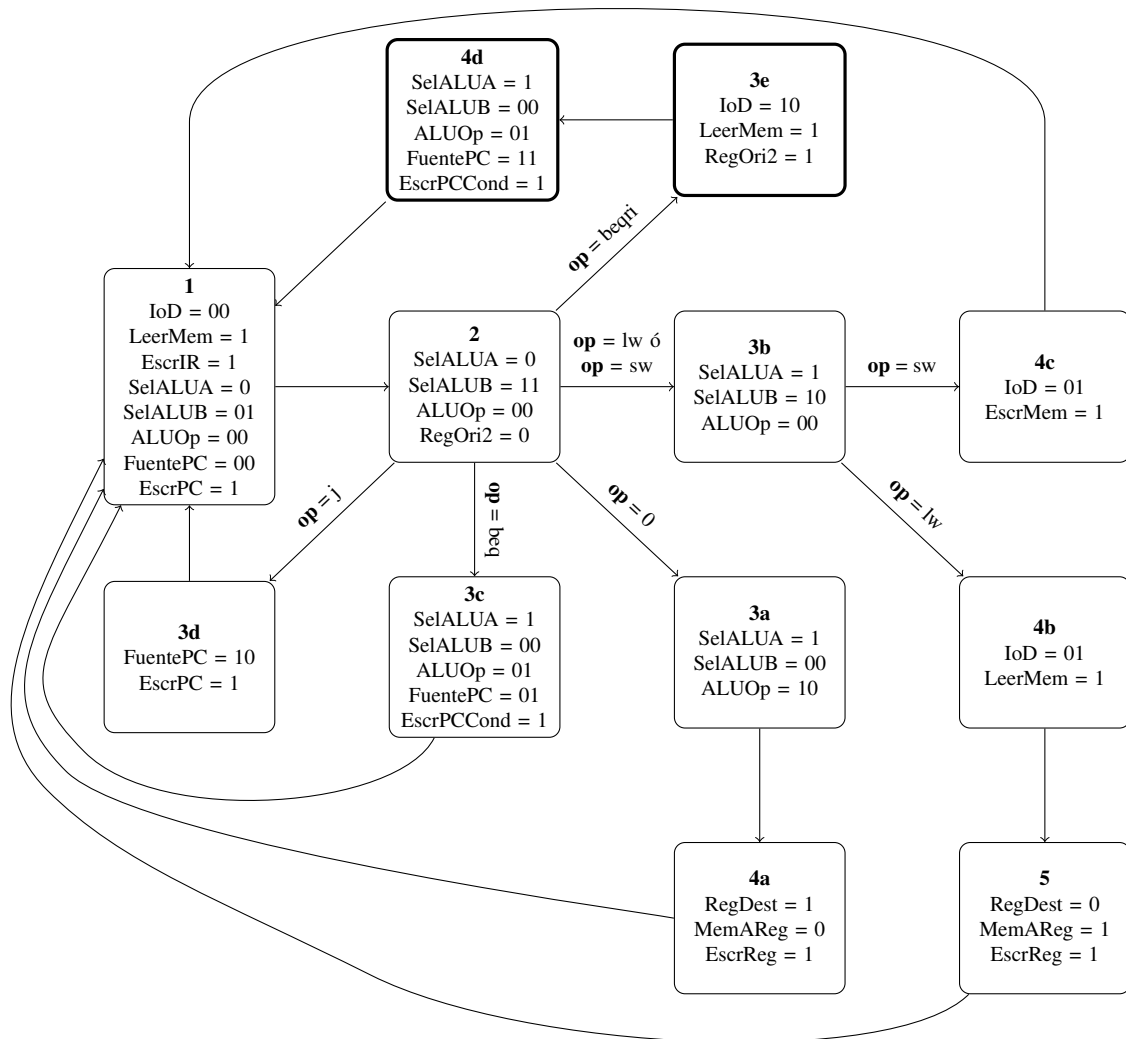 4d
SelALUA = 1
SelALUB = 00
ALUOp = 01
FuentePC = 11
EscrPCCond = 1
3e
IoD = 10
LeerMem = 1
RegOri2 = 1
op = beqri
1
IoD = 00
LeerMem = 1
EscrIR = 1
SelALUA = 0
SelALUB = 01
ALUOp = 00
FuentePC = 00
EscrPC = 1
2
SelALUA = 0
SelALUB = 11
ALUOp = 00
RegOri2 = 0
op = lw ó
op = sw
3b
SelALUA = 1
SelALUB = 10
ALUOp = 00
op = sw
4c
IoD = 01
EscrMem = 1
op = j
op = beq
op = 0
op = lw
3d
FuentePC = 10
EscrPC = 1
3c
SelALUA = 1
SelALUB = 00
ALUOp = 01
FuentePC = 01
EscrPCCond = 1
3a
SelALUA = 1
SelALUB = 00
ALUOp = 10
4b
IoD = 01
LeerMem = 1
4a
RegDest = 1
MemAReg = 0
EscrReg = 1
5
RegDest = 0
MemAReg = 1
EscrReg = 1